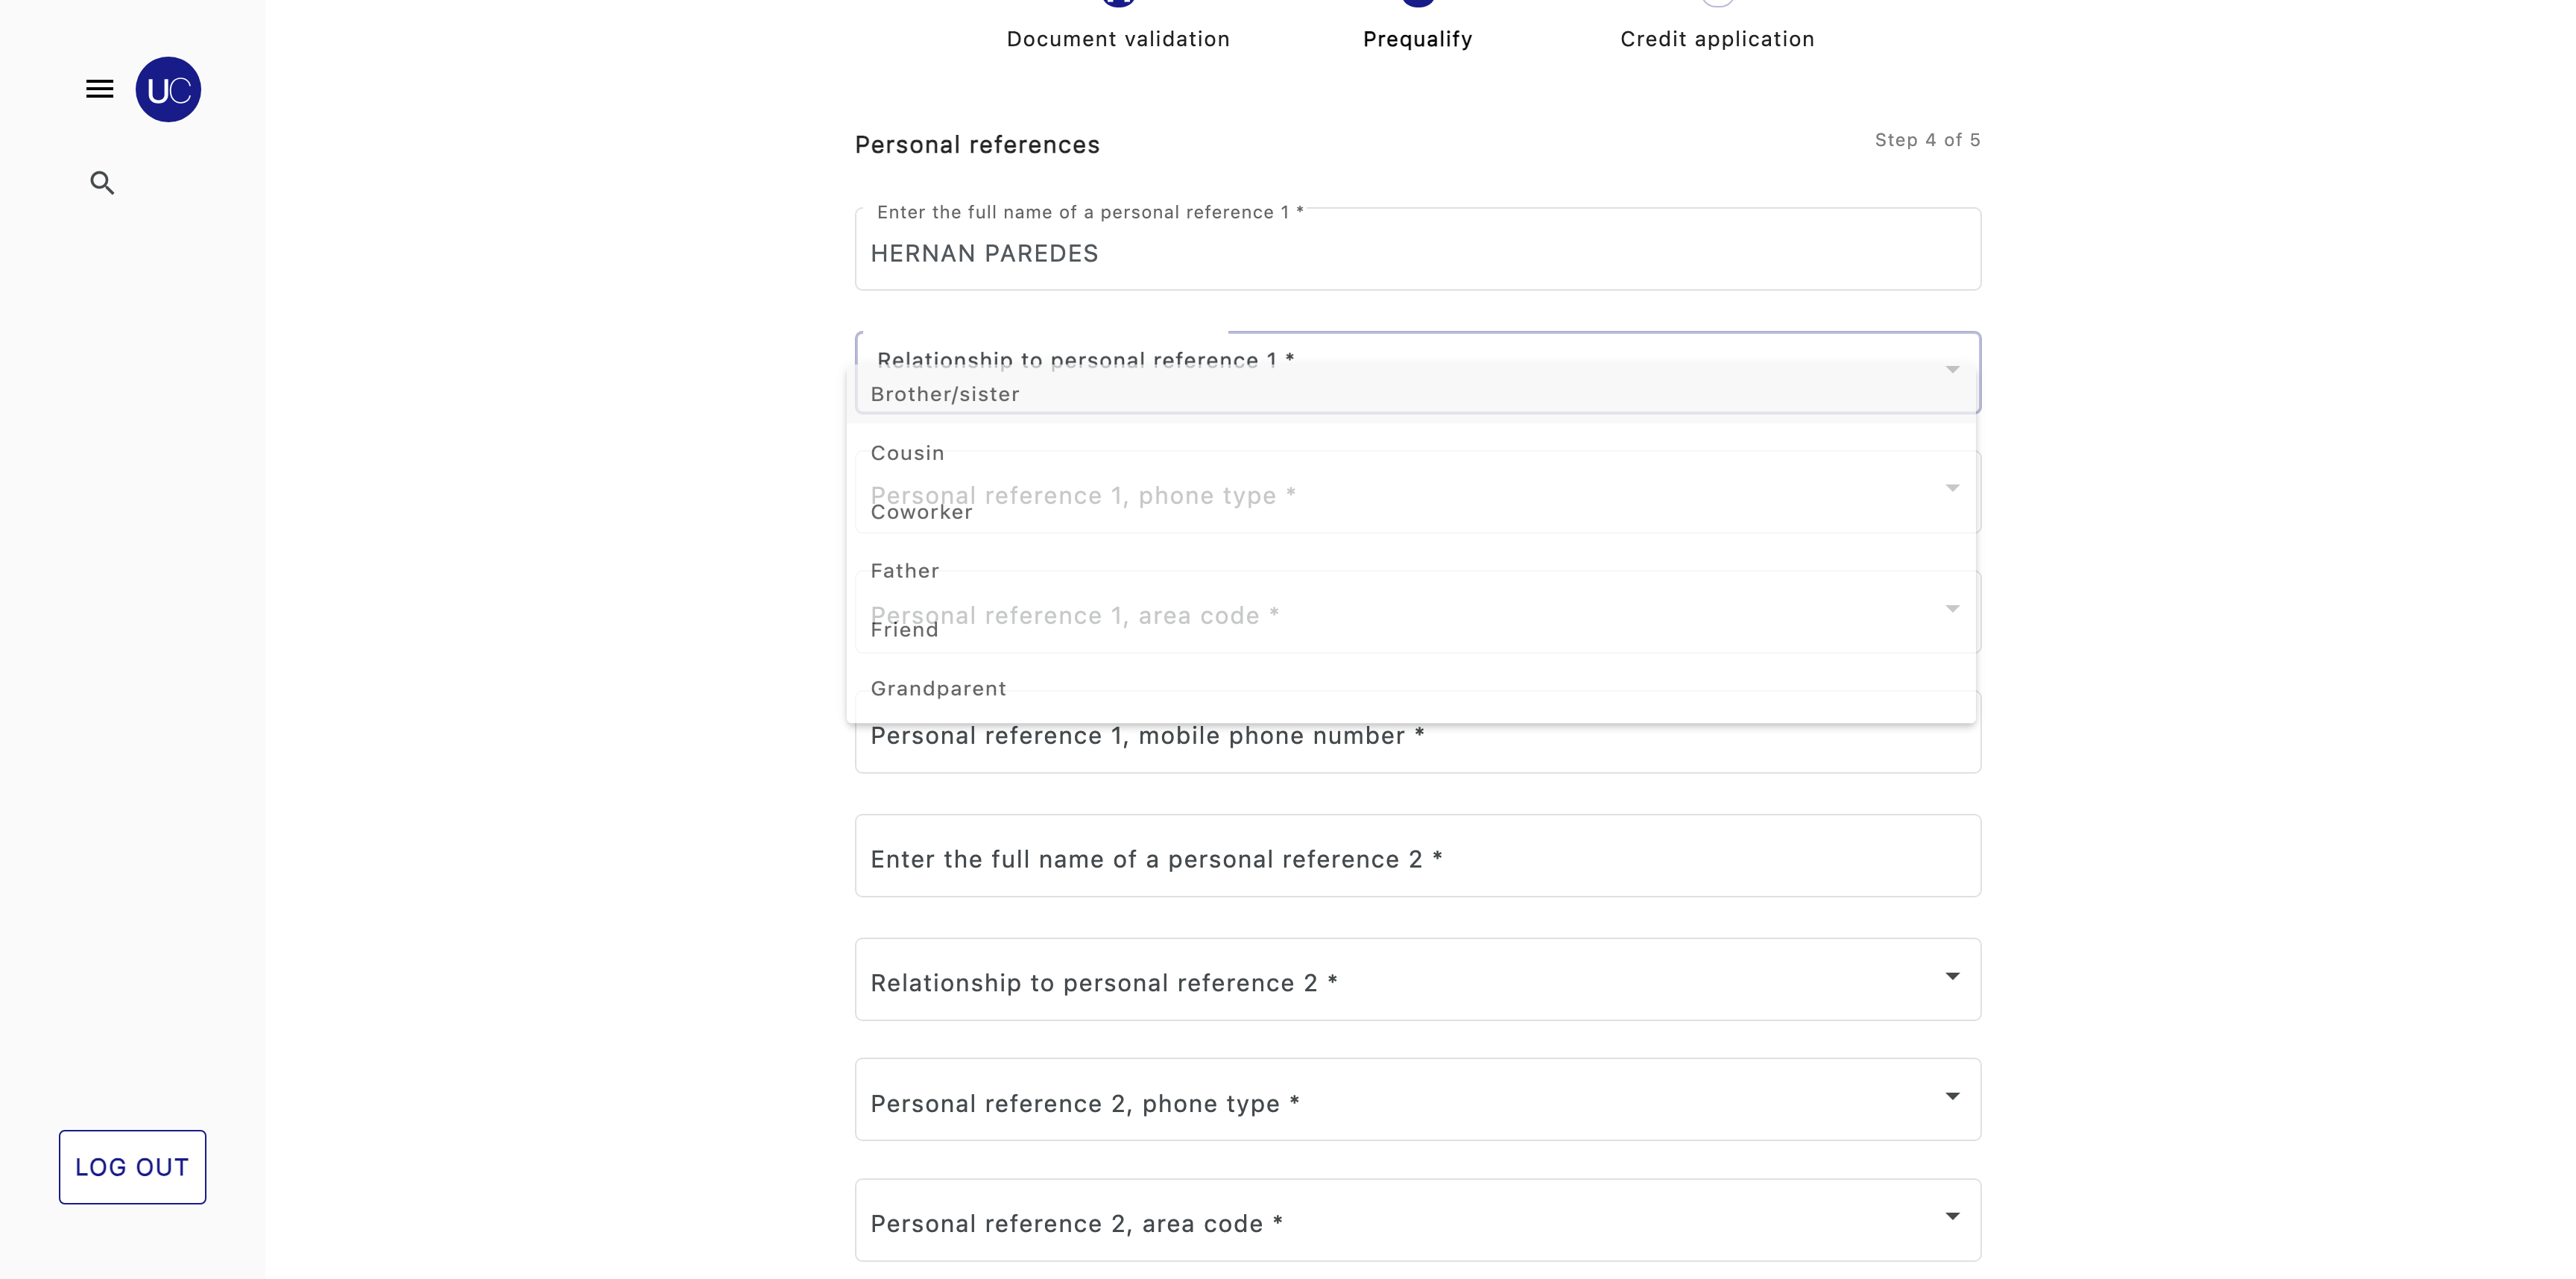 Document validation
Prequalify
Credit application
UC
Personal references
Step 4 of 5
Enter the full name of a personal reference 1 *
HERNAN PAREDES
Relationship to personal reference 1 *
Brother/sister
Cousin
Personal reference 1, phone type *
Coworker
Father
Personal reference 1, area code *
Friend
Grandparent
Personal reference 1, mobile phone number *
Enter the full name of a personal reference 2 *
Relationship to personal reference 2 *
Personal reference 2, phone type *
LOG OUT
Personal reference 2, area code *